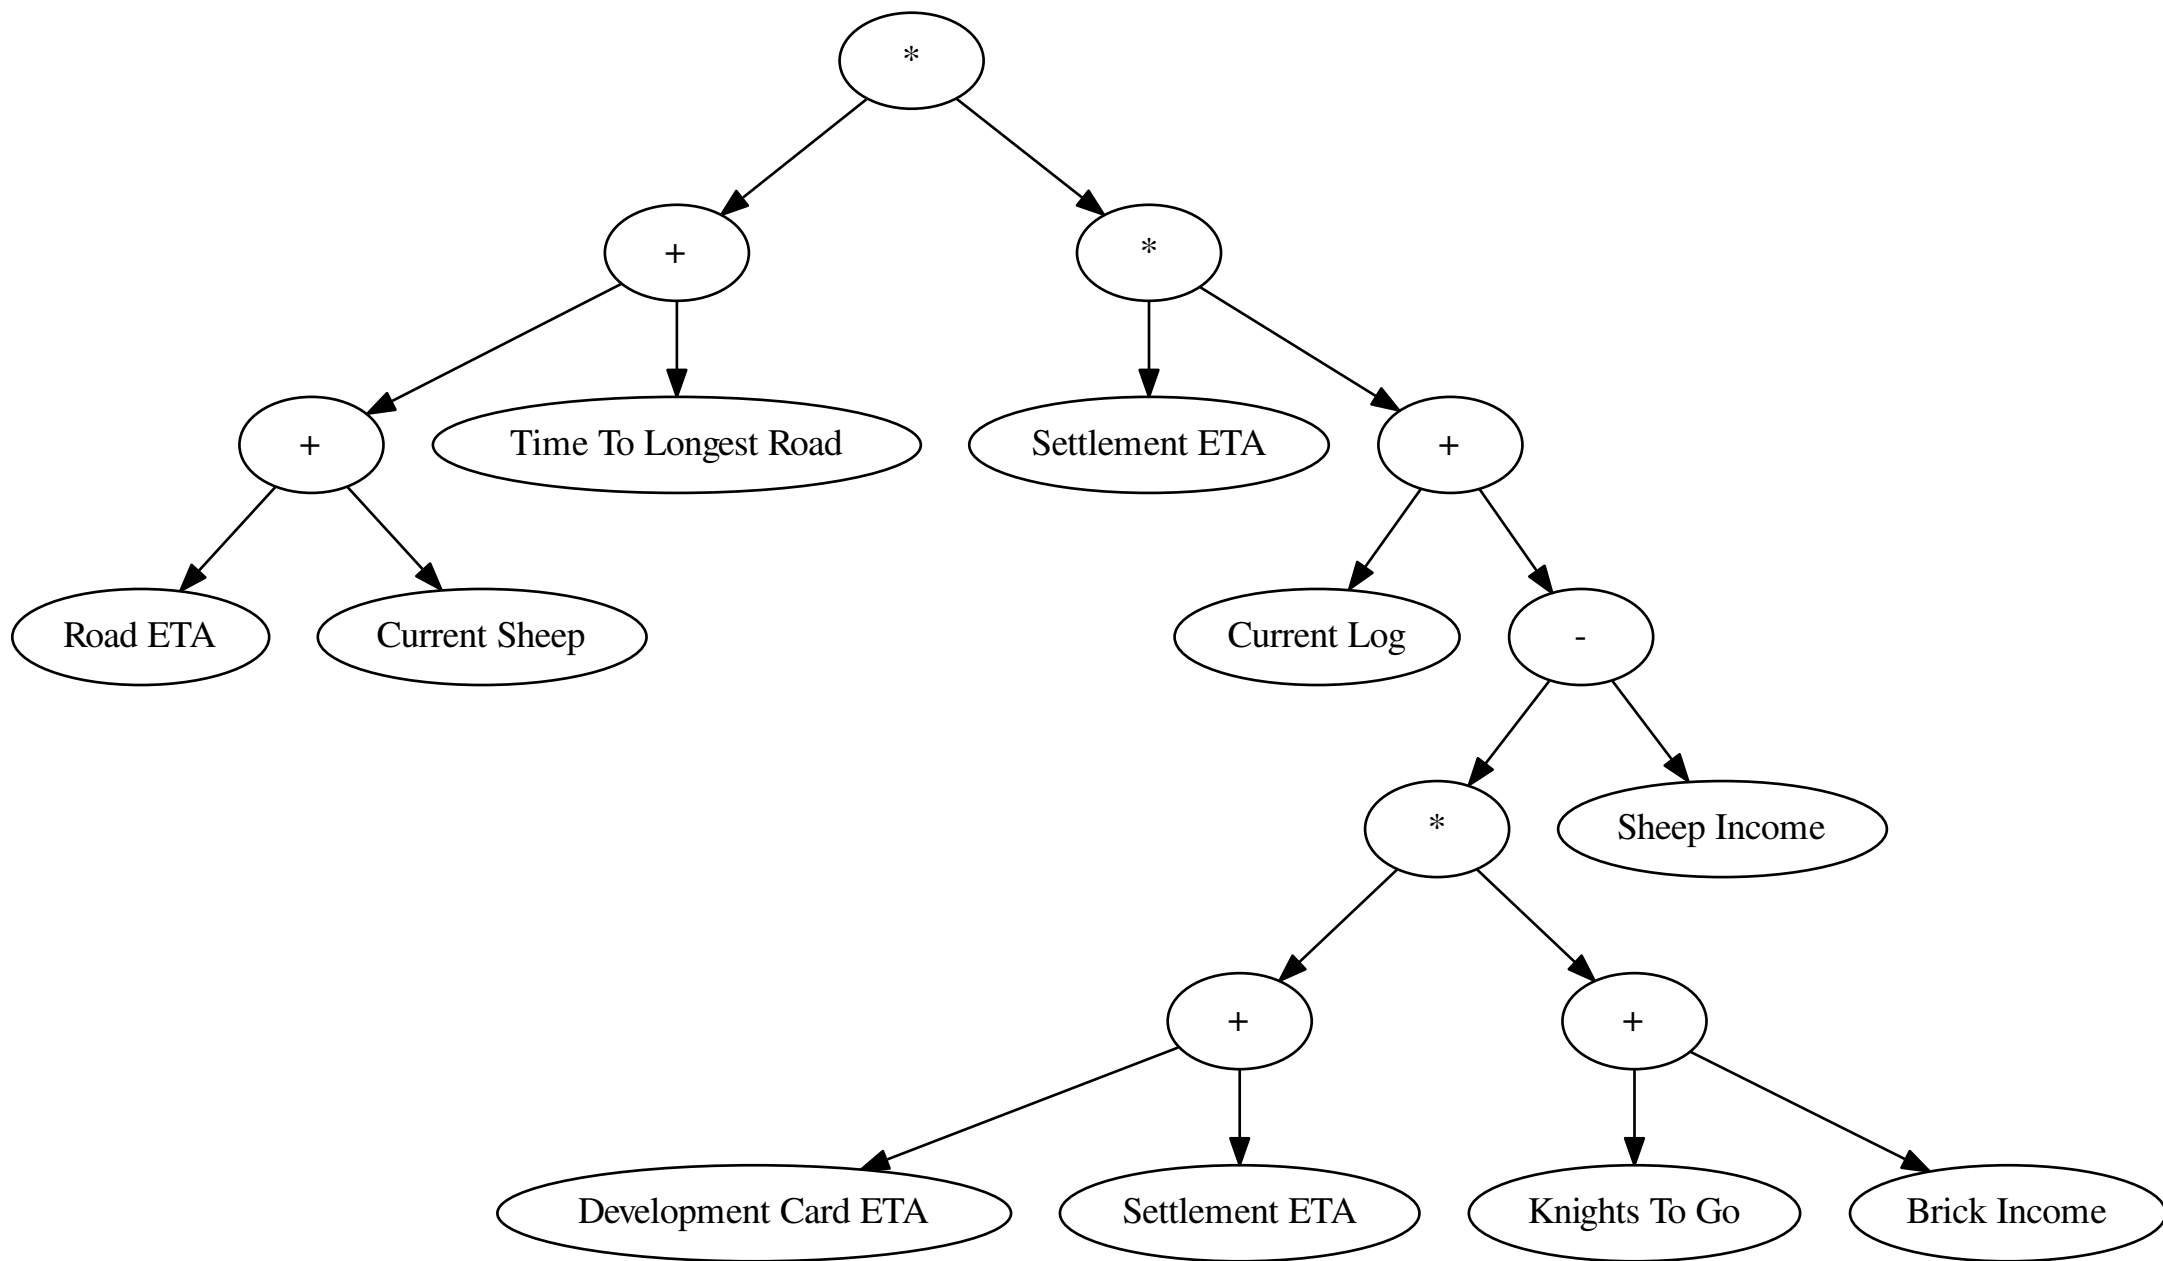 *
+
*
+
Time To Longest Road
Settlement ETA
+
Road ETA
Current Sheep
Current Log
-
*
Sheep Income
+
+
Development Card ETA
Settlement ETA
Knights To Go
Brick Income